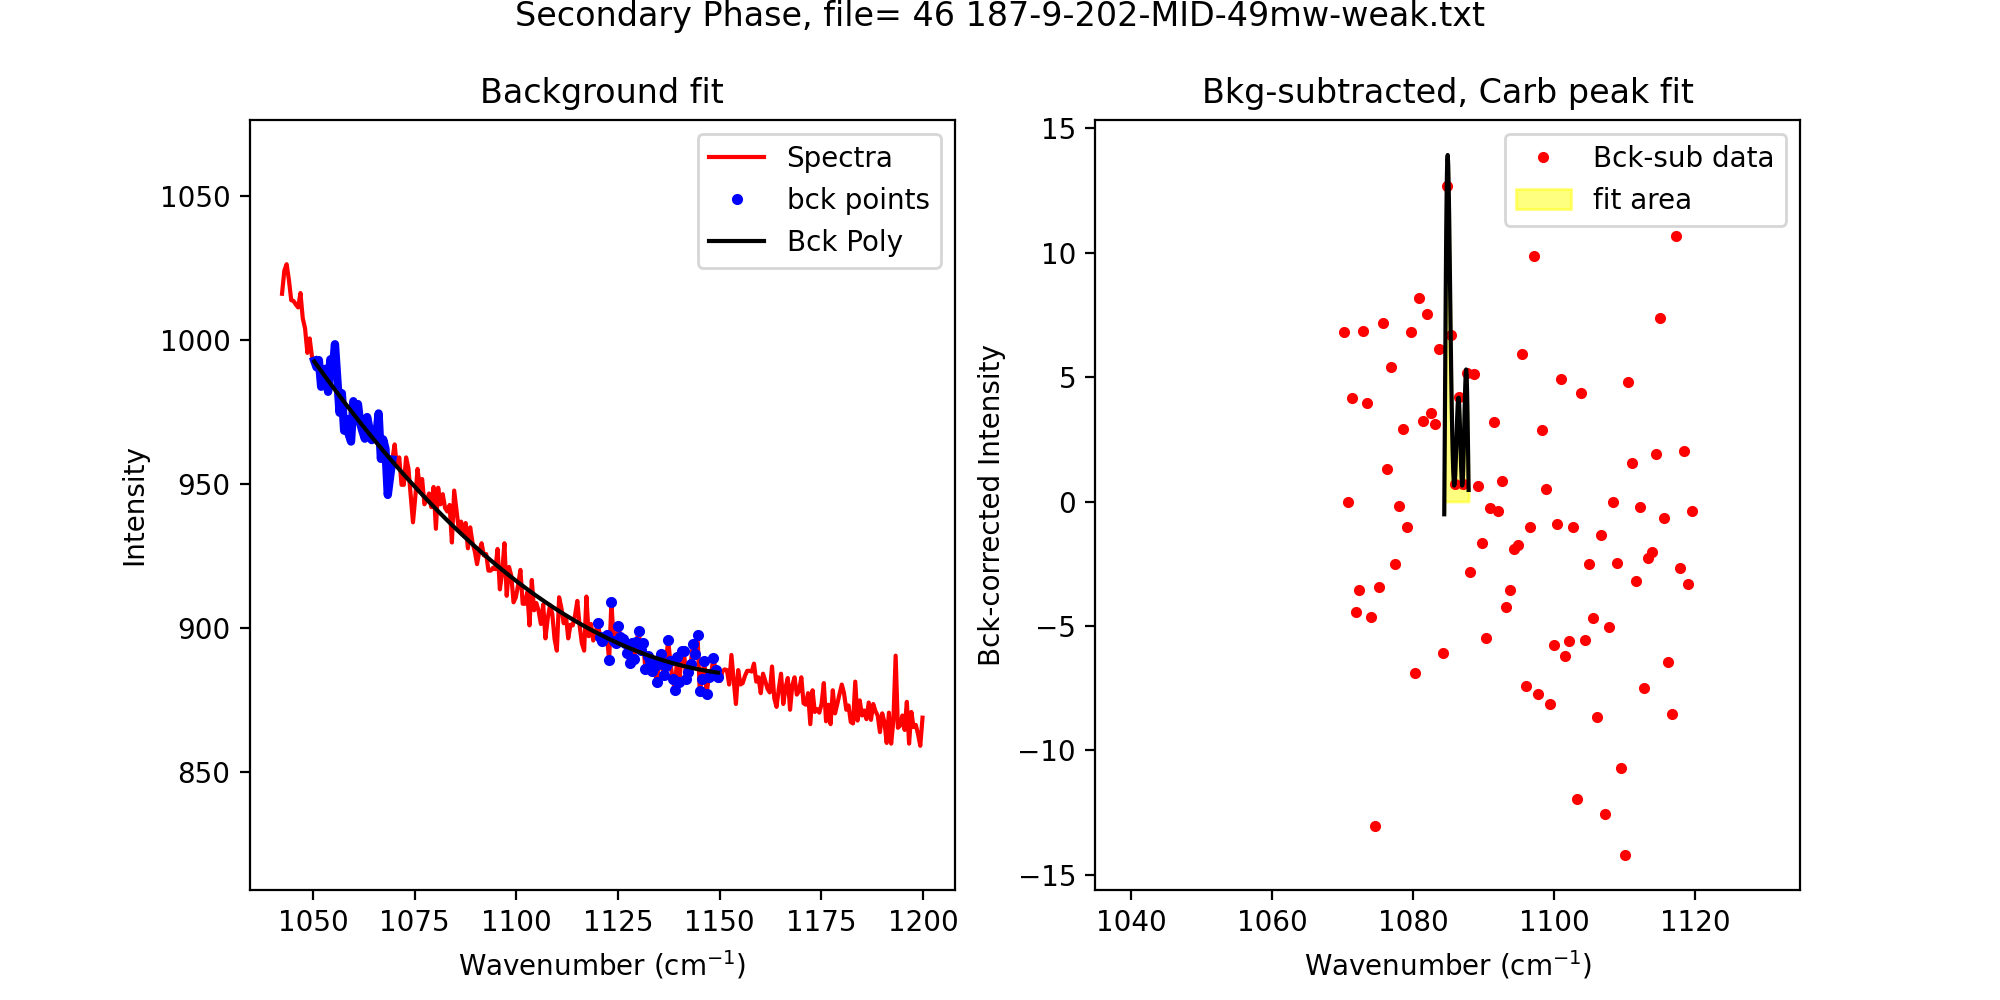 Secondary Phase, file= 46 187-9-202-MID-49mw-weak.txt
Background fit
Spectra
bck points
Bck Poly
1050
1000
950
900
850
Intensity
1050 1075 1100 1125 1150 1175 1200
Wavenumber (cm⁻¹)
Bkg-subtracted, Carb peak fit
Bck-sub data
fit area
15
10
5
0
−5
−10
−15
Bck-corrected Intensity
1040 1060 1080 1100 1120
Wavenumber (cm⁻¹)